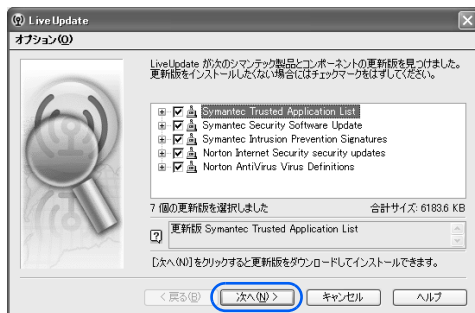 LiveUpdate
オプション(O)
LiveUpdate が次のシマンテック製品とコンポーネントの更新版を見つけました。
更新版をインストールしたくない場合にはチェックマークをはずしてください。
Symantec Trusted Application List
Symantec Security Software Update
Symantec Intrusion Prevention Signatures
Norton Internet Security security updates
Norton AntiVirus Virus Definitions
7 個の更新版を選択しました 合計サイズ: 6183.6 KB
更新版 Symantec Trusted Application List
[次へ(N)]をクリックすると更新版をダウンロードしてインストールできます。
< 戻る(B) 次へ(N) > キャンセル ヘルプ